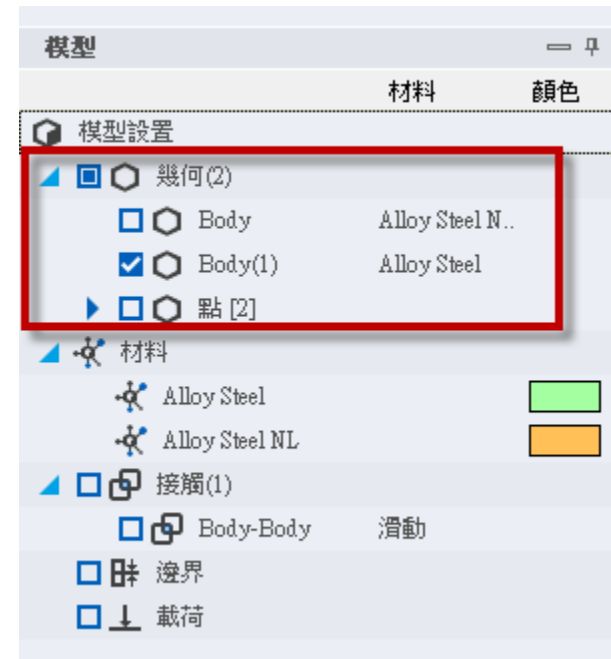 模型
材料 顏色
模型設置
幾何(2)
Body Alloy Steel N..
Body(1) Alloy Steel
點 [2]
材料
Alloy Steel
Alloy Steel NL
接觸(1)
Body-Body 滑動
邊界
載荷